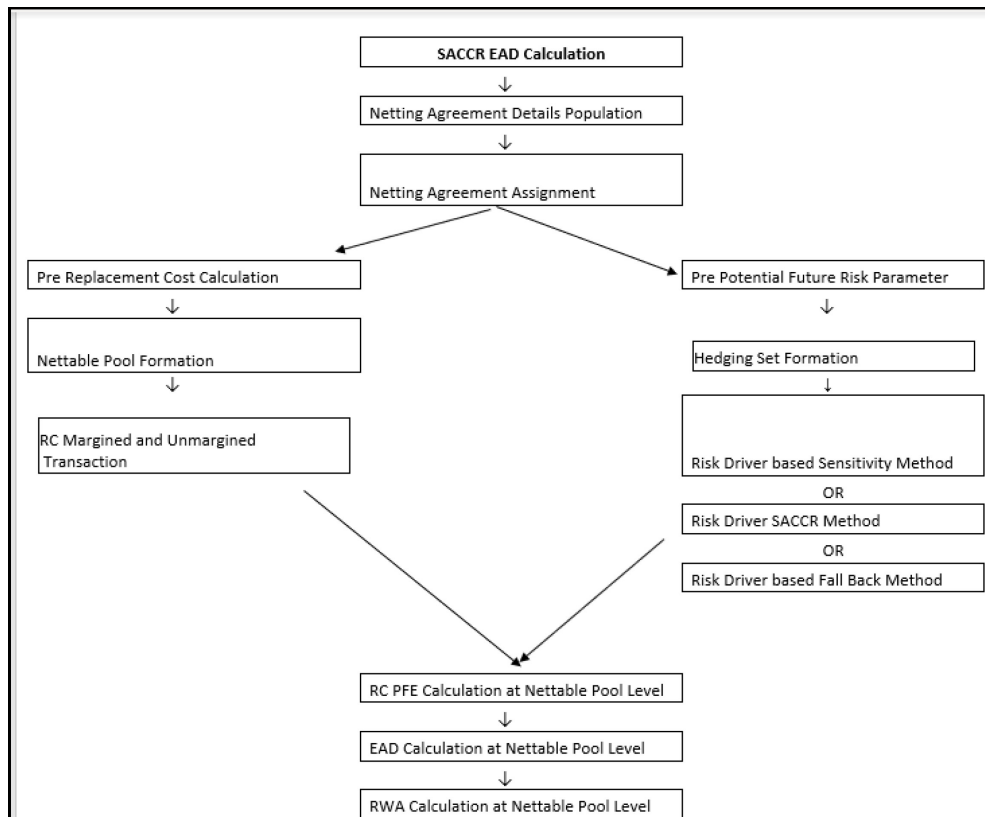 SACCR EAD Calculation
↓
Netting Agreement Details Population
↓
Netting Agreement Assignment
Pre Replacement Cost Calculation
↓
Nettable Pool Formation
↓
RC Margined and Unmargined
Transaction
Pre Potential Future Risk Parameter
↓
Hedging Set Formation
↓
Risk Driver based Sensitivity Method
OR
Risk Driver SACCR Method
OR
Risk Driver based Fall Back Method
RC PFE Calculation at Nettable Pool Level
↓
EAD Calculation at Nettable Pool Level
↓
RWA Calculation at Nettable Pool Level